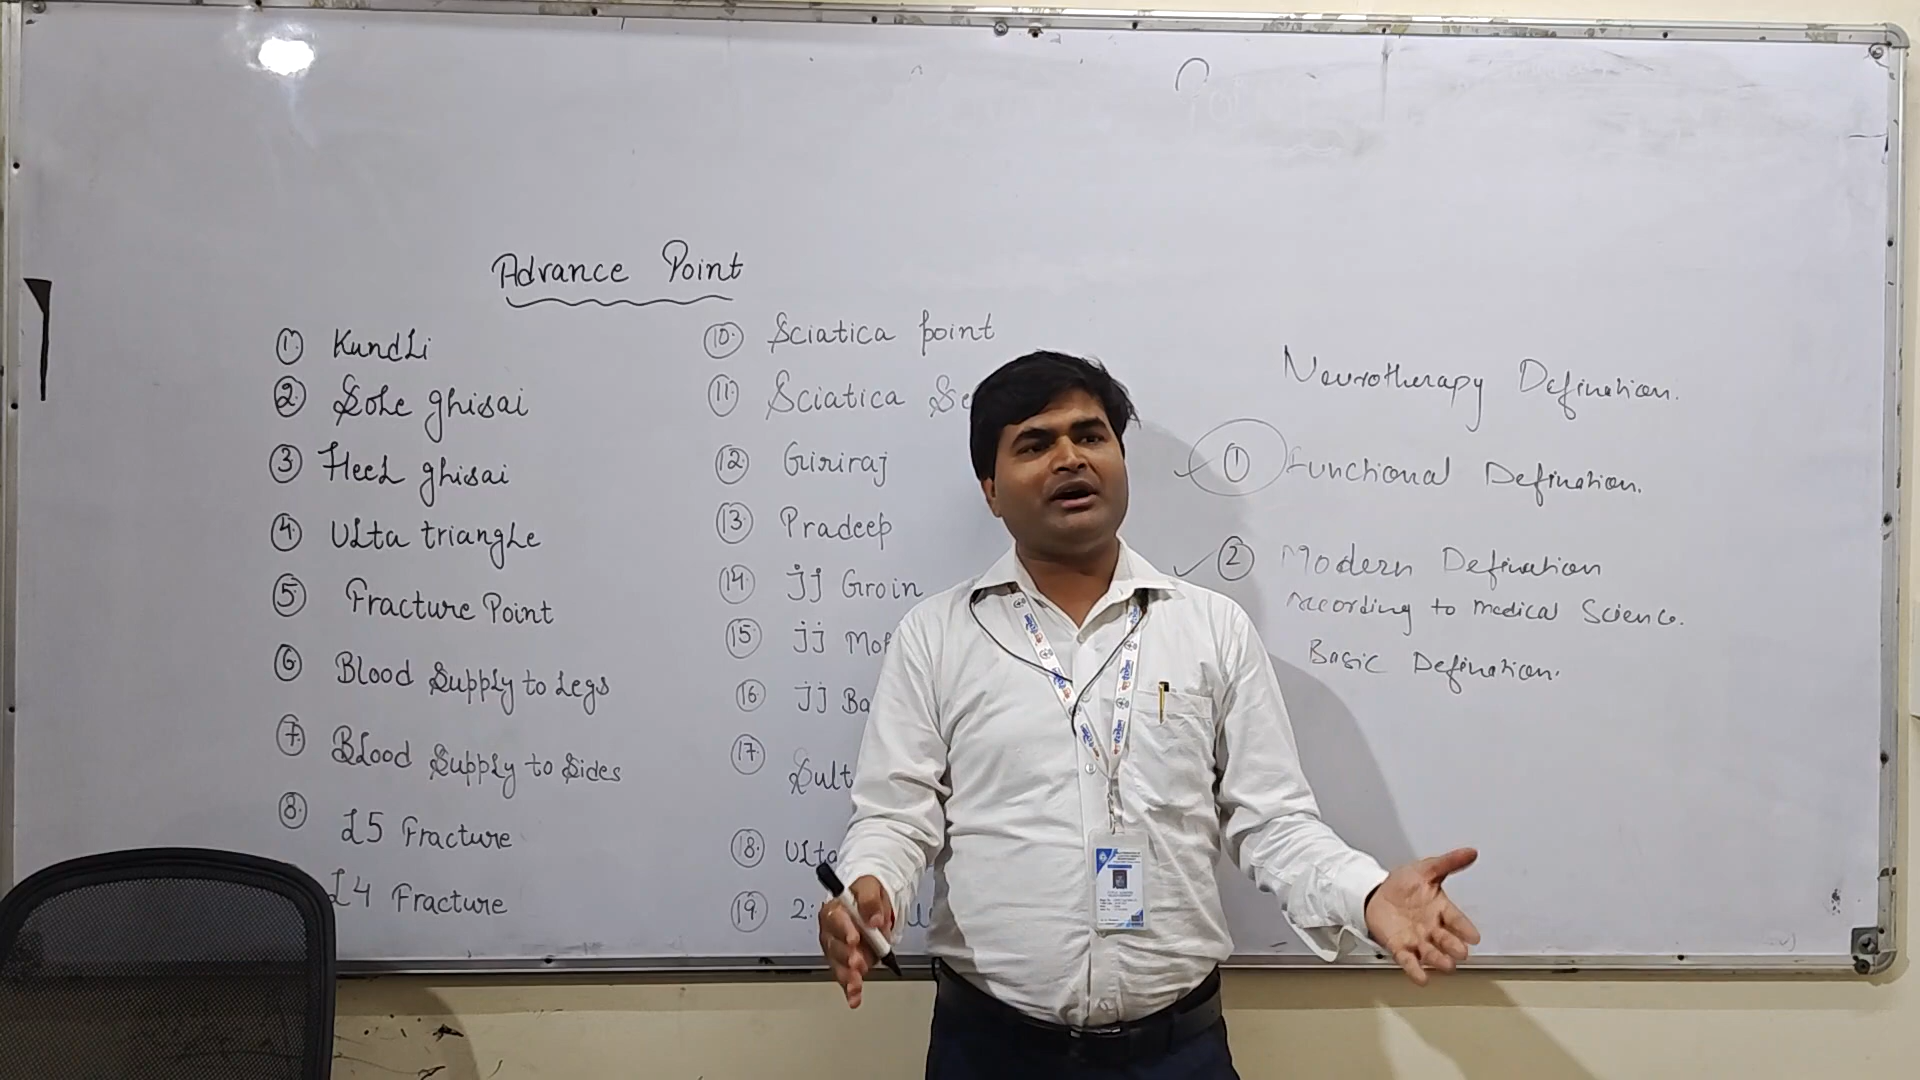 Advance Point
1. Kundli
2. Sole ghisai
3 Heel ghisai
4. Ulta triangle
5 Fracture Point
6 Blood Supply to Legs
7. Blood Supply to Sides
8. L5 Fracture
L4 Fracture
10. Sciatica point
11. Sciatica
12. Giriraj
13. Pradeep
14. jj Groin
15. jj
16. jj
17.
18. Ulta
19.
Neurotherapy Defination.
1 Functional Defination.
2 Modern Defination
According to medical Science.
Basic Defination.